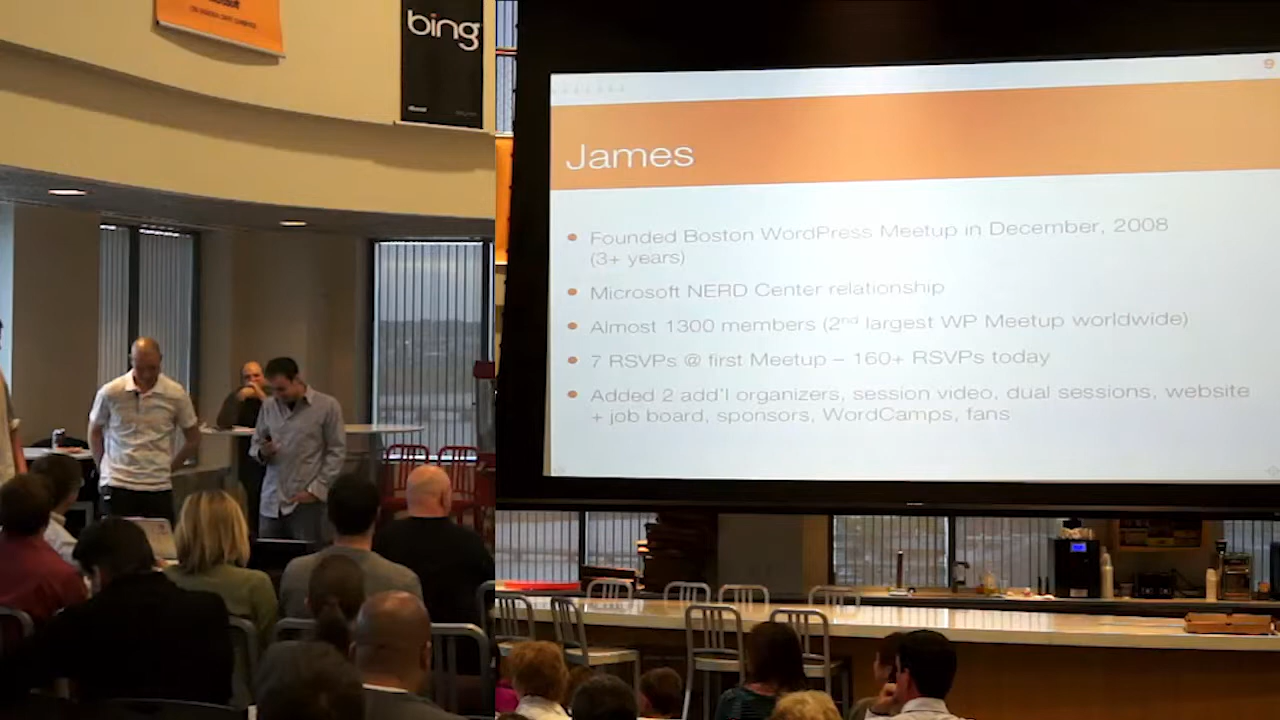 bing
James
• Founded Boston WordPress Meetup in December, 2008
(3+ years)
• Microsoft NERD Center relationship
• Almost 1300 members (2nd largest WP Meetup worldwide)
• 7 RSVPs @ first Meetup – 160+ RSVPs today
• Added 2 add'l organizers, session video, dual sessions, website
+ job board, sponsors, WordCamps, fans